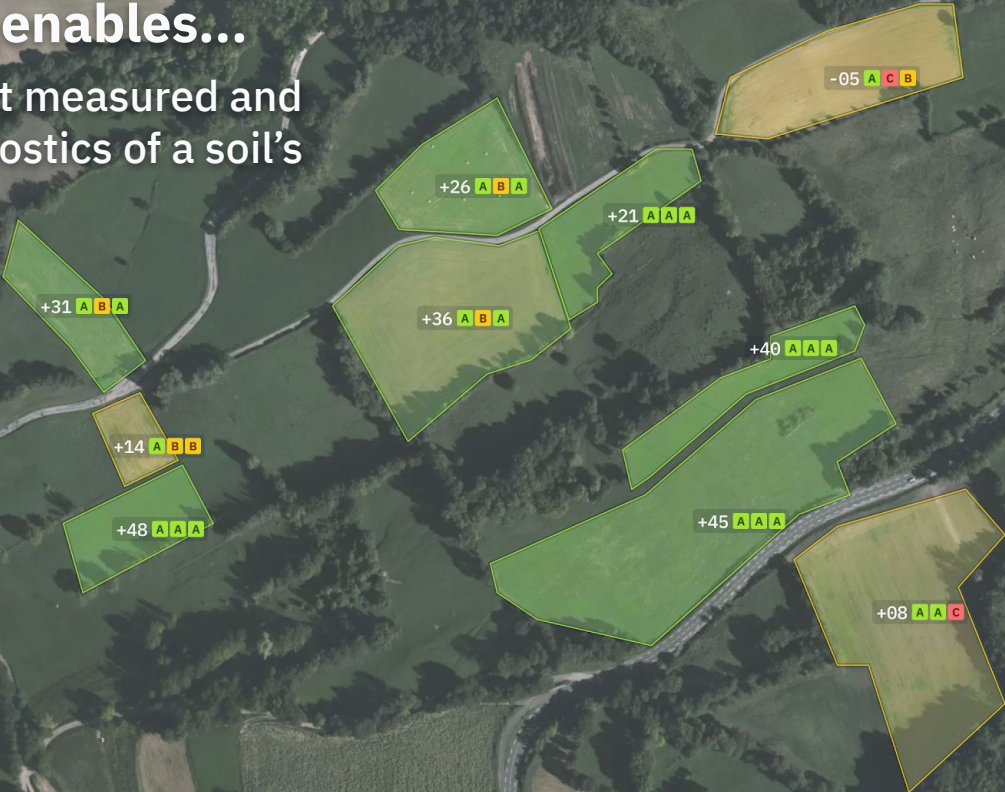 enables...
t measured and
ostics of a soil’s
-05 A C B
+26 A B A
+21 A A A
+31 A B A
+36 A B A
+40 A A A
+14 A B B
+48 A A A
+45 A A A
+08 A A C